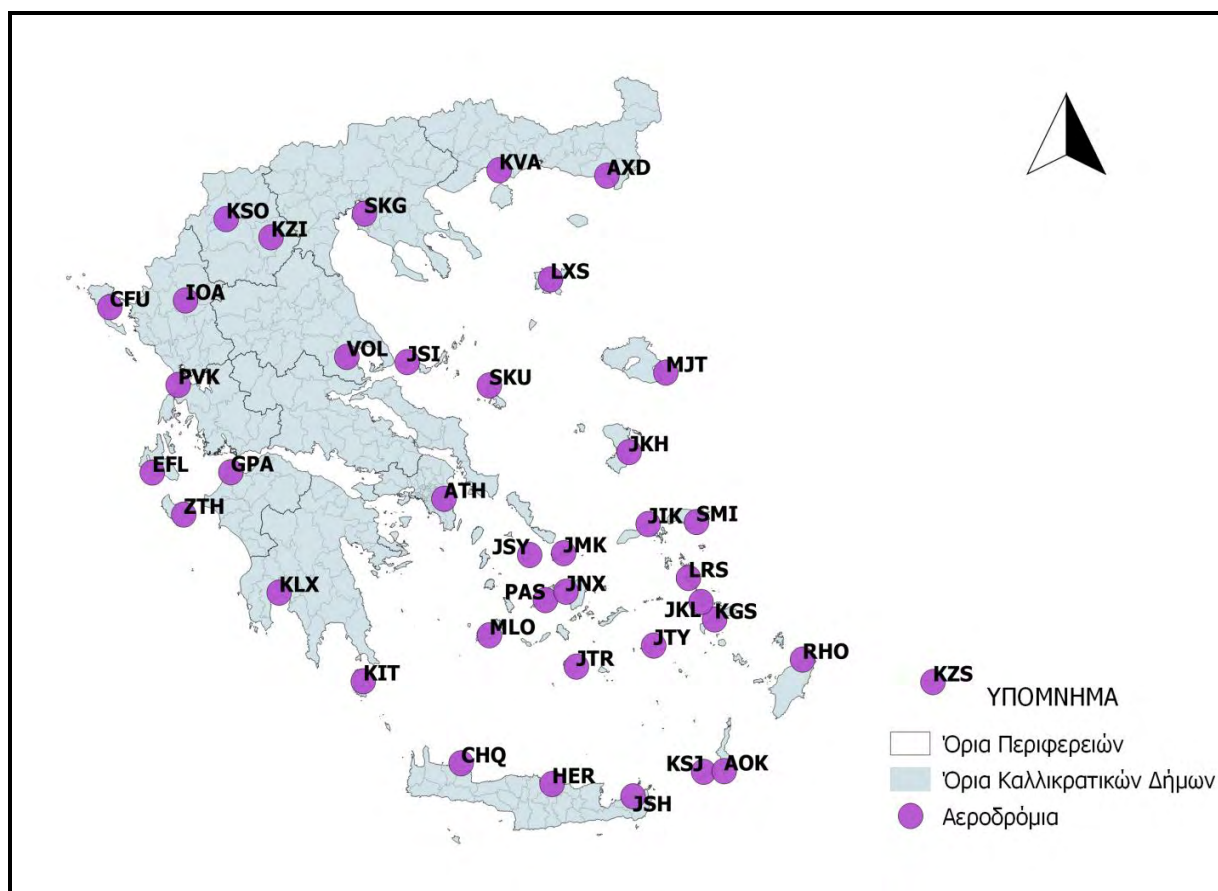 KVA
AXD
KSO
SKG
KZI
LXS
CFU
IOA
VOL
JSI
MJT
PVK
SKU
JKH
EFL
GPA
ATH
ZTH
JIK
SMI
JSY
JMK
LRS
KLX
PAS
JNX
JKL
KGS
MLO
JTY
JTR
RHO
KIT
KZS
ΥΠΟΜΝΗΜΑ
Όρια Περιφερειών
CHQ
KSJ
AOK
HER
Όρια Καλλικρατικών Δήμων
JSH
Αεροδρόμια